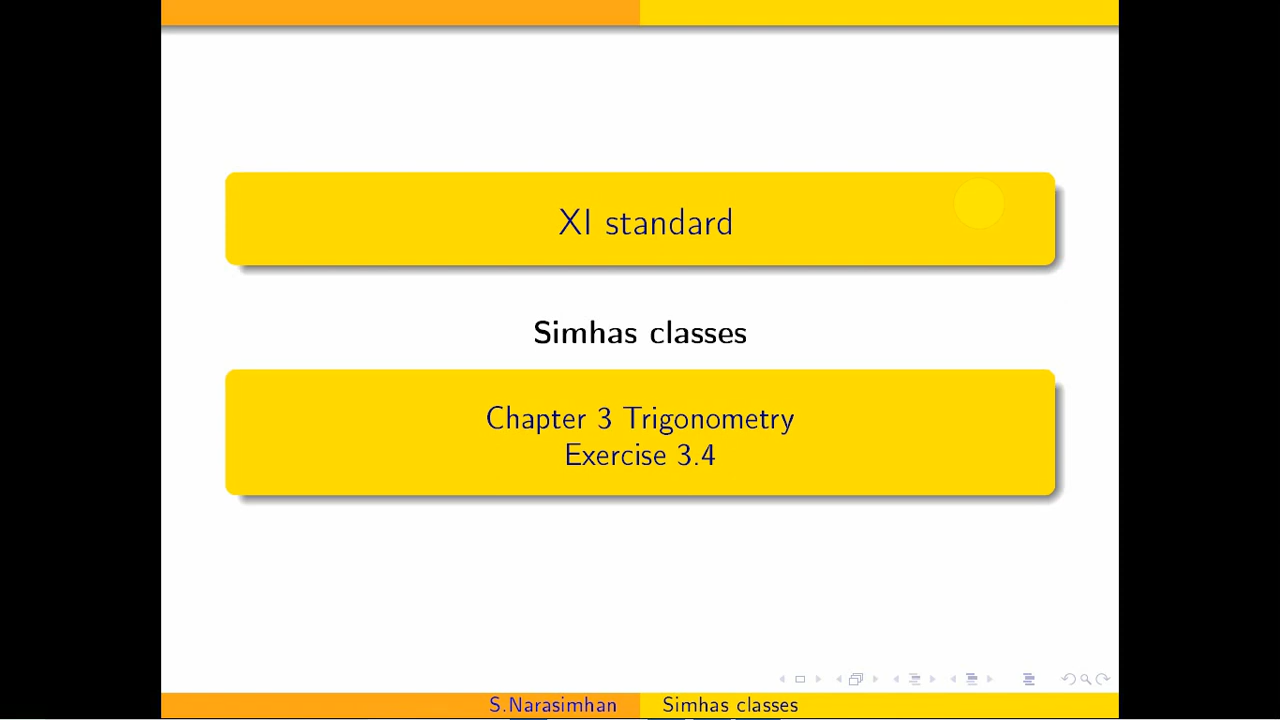 XI standard
Simhas classes
Chapter 3 Trigonometry
Exercise 3.4
S.Narasimhan
Simhas classes